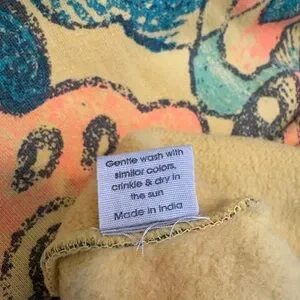 Gentle wash with
similar colors,
crinkle & dry in
the sun
Made in India